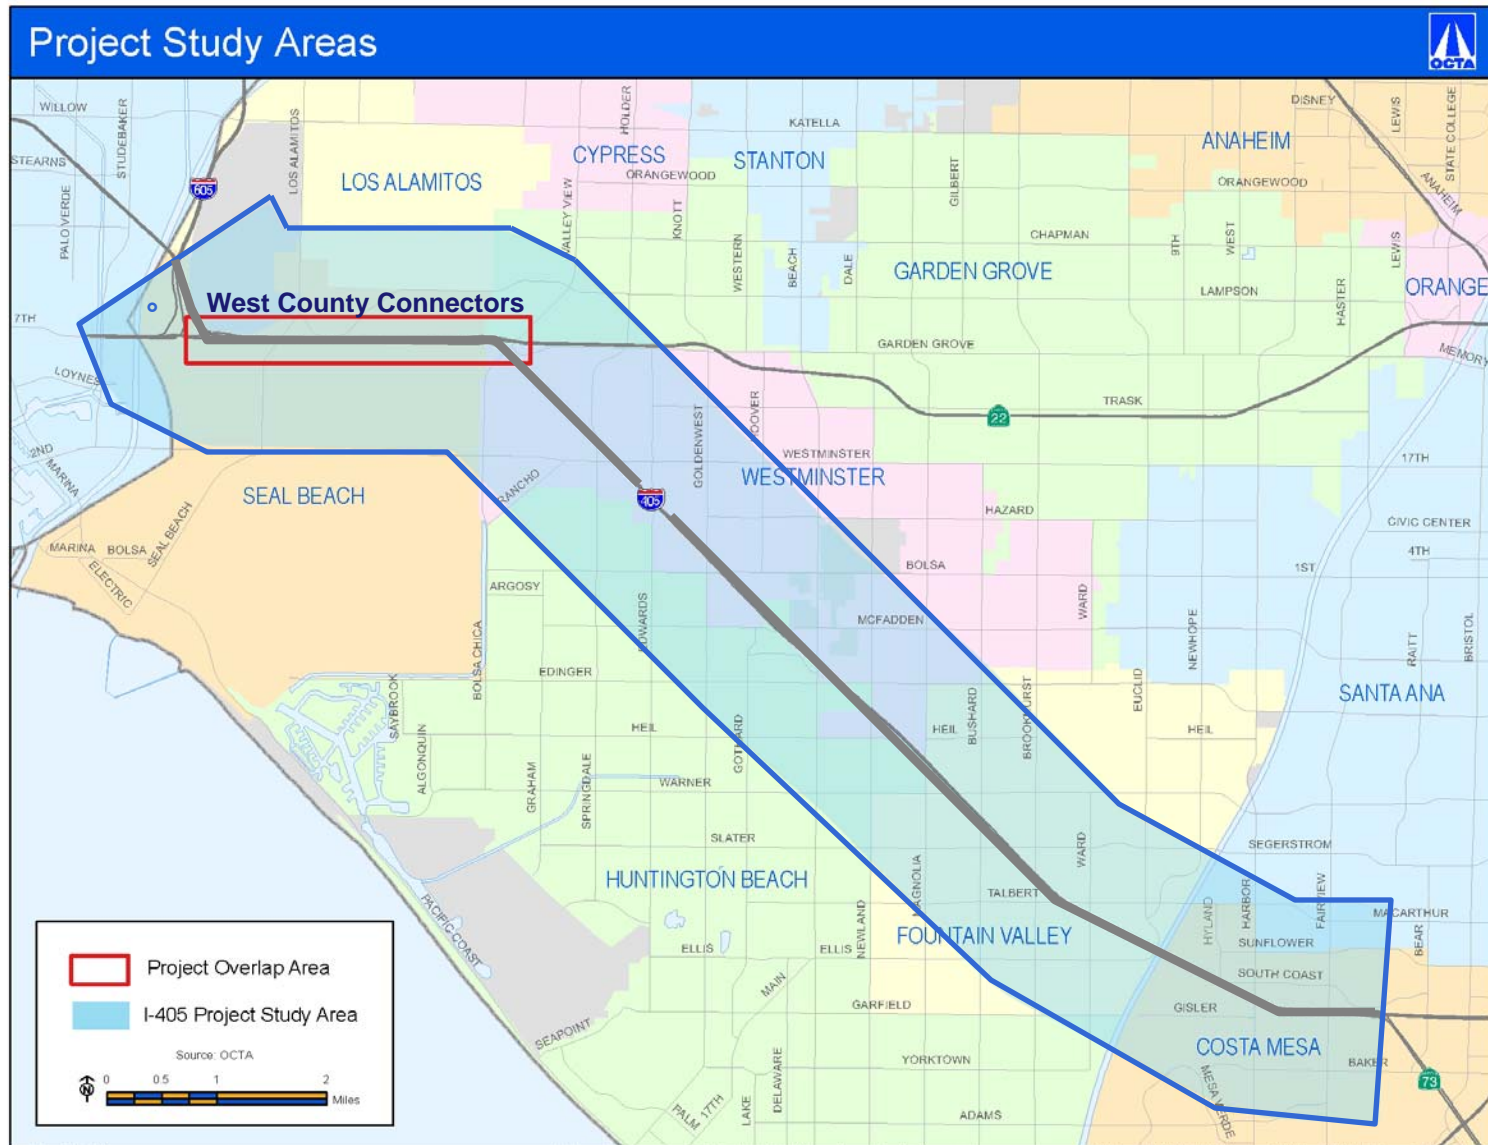 Project Study Areas
OCTA
WILLOW
STUDEBAKER
LOS ALAMITOS
HOLDER
KATELLA
DISNEY
LEWIS
STATE COLLEGE
STEARNS
605
LOS ALAMITOS
CYPRESS
ORANGEWOOD
STANTON
GILBERT
ANAHEIM
ORANGEWOOD
ANAHEIM
PALO VERDE
VALLEY VIEW
KNOTT
WESTERN
BEACH
DALE
CHAPMAN
9TH
WEST
LEWIS
GARDEN GROVE
LAMPSON
HASTER
ORANGE
7TH
West County Connectors
GARDEN GROVE
MEMORY
LOYNES
TRASK
22
GOLDENWEST
HOOVER
2ND
MARINA
WESTMINSTER
17TH
SEAL BEACH
RANCHO
405
WESTMINSTER
HAZARD
CIVIC CENTER
4TH
MARINA
BOLSA
SEAL BEACH
ELECTRIC
BOLSA
1ST
ARGOSY
EDWARDS
MCFADDEN
WARD
NEWHOPE
RAITT
BRISTOL
BOLSA CHICA
EDINGER
SAYBROOK
ALGONQUIN
HEIL
GOTHARD
HEIL
BUSHARD
BROOKHURST
EUCLID
HEIL
SANTA ANA
GRAHAM
SPRINGDALE
WARNER
SLATER
WARD
SEGERSTROM
HUNTINGTON BEACH
MAGNOLIA
TALBERT
HYLAND
HARBOR
FAIRVIEW
MACARTHUR
PACIFIC COAST
ELLIS
ELLIS
NEWLAND
FOUNTAIN VALLEY
SUNFLOWER
BEAR
SOUTH COAST
MAIN
GARFIELD
GISLER
SEAPOINT
YORKTOWN
COSTA MESA
BAKER
73
MESA VERDE
PALM
17TH
LAKE
DELAWARE
ADAMS
Project Overlap Area
I-405 Project Study Area
Source: OCTA
N
0 0.5 1 2
Miles